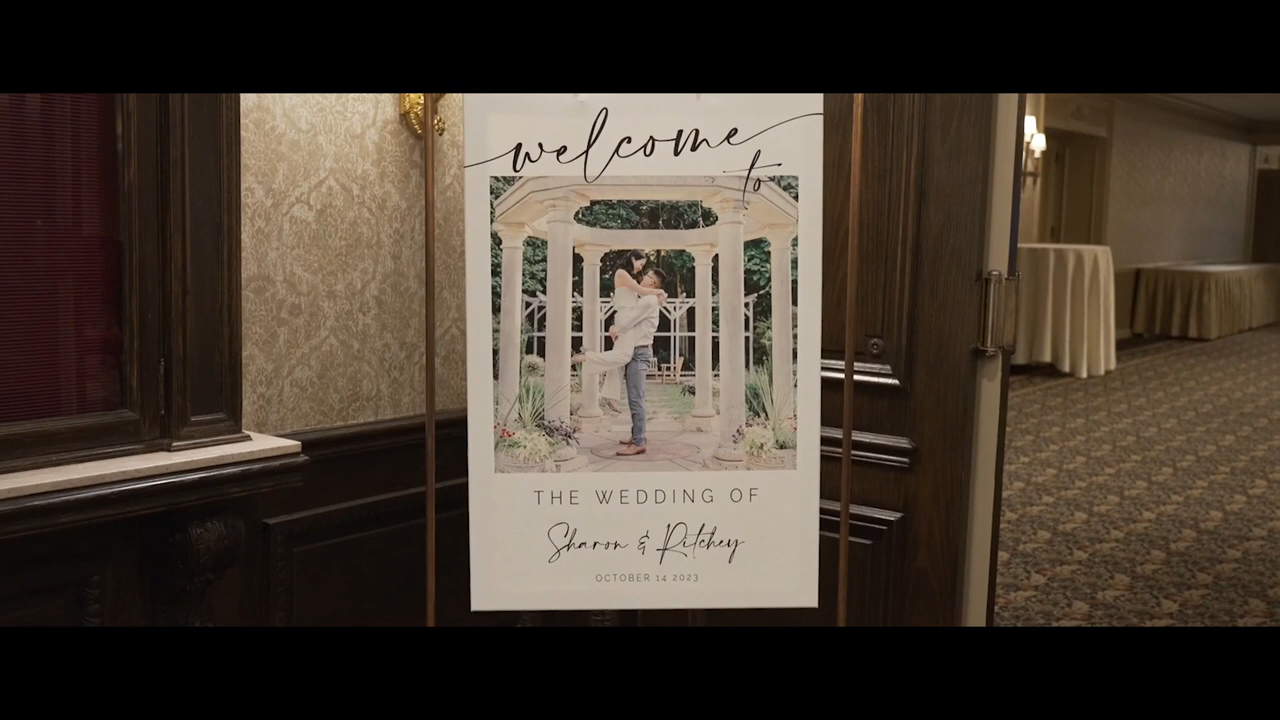 welcome
to
THE WEDDING OF
Sharon & Ritchey
OCTOBER 14 2023